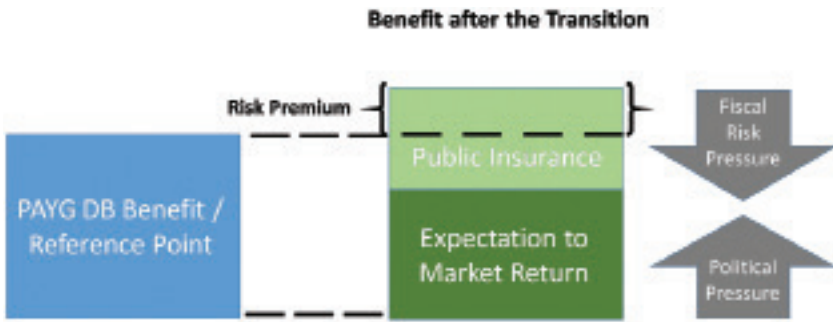 Benefit after the Transition
Risk Premium
Fiscal
Risk
Pressure
Public Insurance
PAYG DB Benefit /
Reference Point
Expectation to
Market Return
Political
Pressure